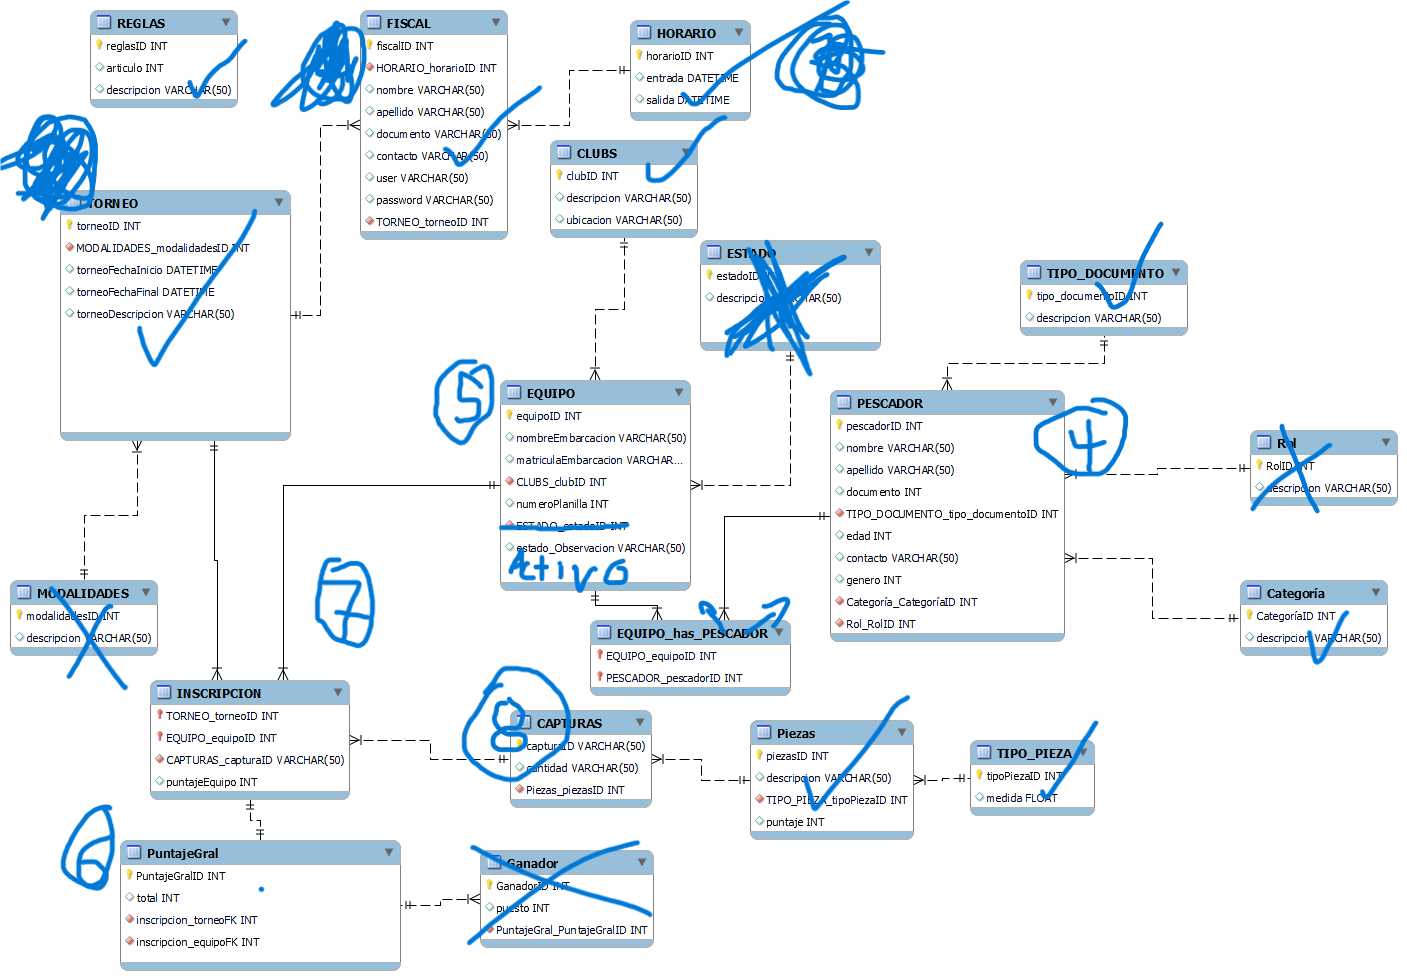 REGLAS
reglasID INT
articulo INT
descripcion VARCHAR(50)
FISCAL
fiscalID INT
HORARIO_horarioID INT
nombre VARCHAR(50)
apellido VARCHAR(50)
documento VARCHAR(50)
contacto VARCHAR(50)
user VARCHAR(50)
password VARCHAR(50)
TORNEO_torneoID INT
HORARIO
horarioID INT
entrada DATETIME
salida DATETIME
CLUBS
clubID INT
descripcion VARCHAR(50)
ubicacion VARCHAR(50)
TORNEO
torneoID INT
MODALIDADES_modalidadesID INT
torneoFechaInicio DATETIME
torneoFechaFinal DATETIME
torneoDescripcion VARCHAR(50)
ESTADO
estadoID
descripcion VARCHAR(50)
TIPO_DOCUMENTO
tipo_documentoID INT
descripcion VARCHAR(50)
5
EQUIPO
equipoID INT
nombreEmbarcacion VARCHAR(50)
matriculaEmbarcacion VARCHAR...
CLUBS_clubID INT
numeroPlanilla INT
ESTADO_estadoID INT
estado_Observacion VARCHAR(50)
Activo
PESCADOR
4
pescadorID INT
nombre VARCHAR(50)
apellido VARCHAR(50)
documento INT
TIPO_DOCUMENTO_tipo_documentoID INT
edad INT
contacto VARCHAR(50)
genero INT
Categoría_CategoríaID INT
Rol_RolID INT
Rol
RolID INT
descripcion VARCHAR(50)
MODALIDADES
modalidadesID INT
descripcion VARCHAR(50)
7
EQUIPO_has_PESCADOR
EQUIPO_equipoID INT
PESCADOR_pescadorID INT
Categoría
CategoríaID INT
descripcion VARCHAR(50)
INSCRIPCION
TORNEO_torneoID INT
EQUIPO_equipoID INT
CAPTURAS_capturaID VARCHAR(50)
puntajeEquipo INT
8
CAPTURAS
capturaID VARCHAR(50)
cantidad VARCHAR(50)
Piezas_piezasID INT
Piezas
piezasID INT
descripcion VARCHAR(50)
TIPO_PIEZA_tipoPiezaID INT
puntaje INT
TIPO_PIEZA
tipoPiezaID INT
medida FLOAT
6
PuntajeGral
PuntajeGralID INT
total INT
inscripcion_torneoFK INT
inscripcion_equipoFK INT
Ganador
GanadorID INT
puesto INT
PuntajeGral_PuntajeGralID INT